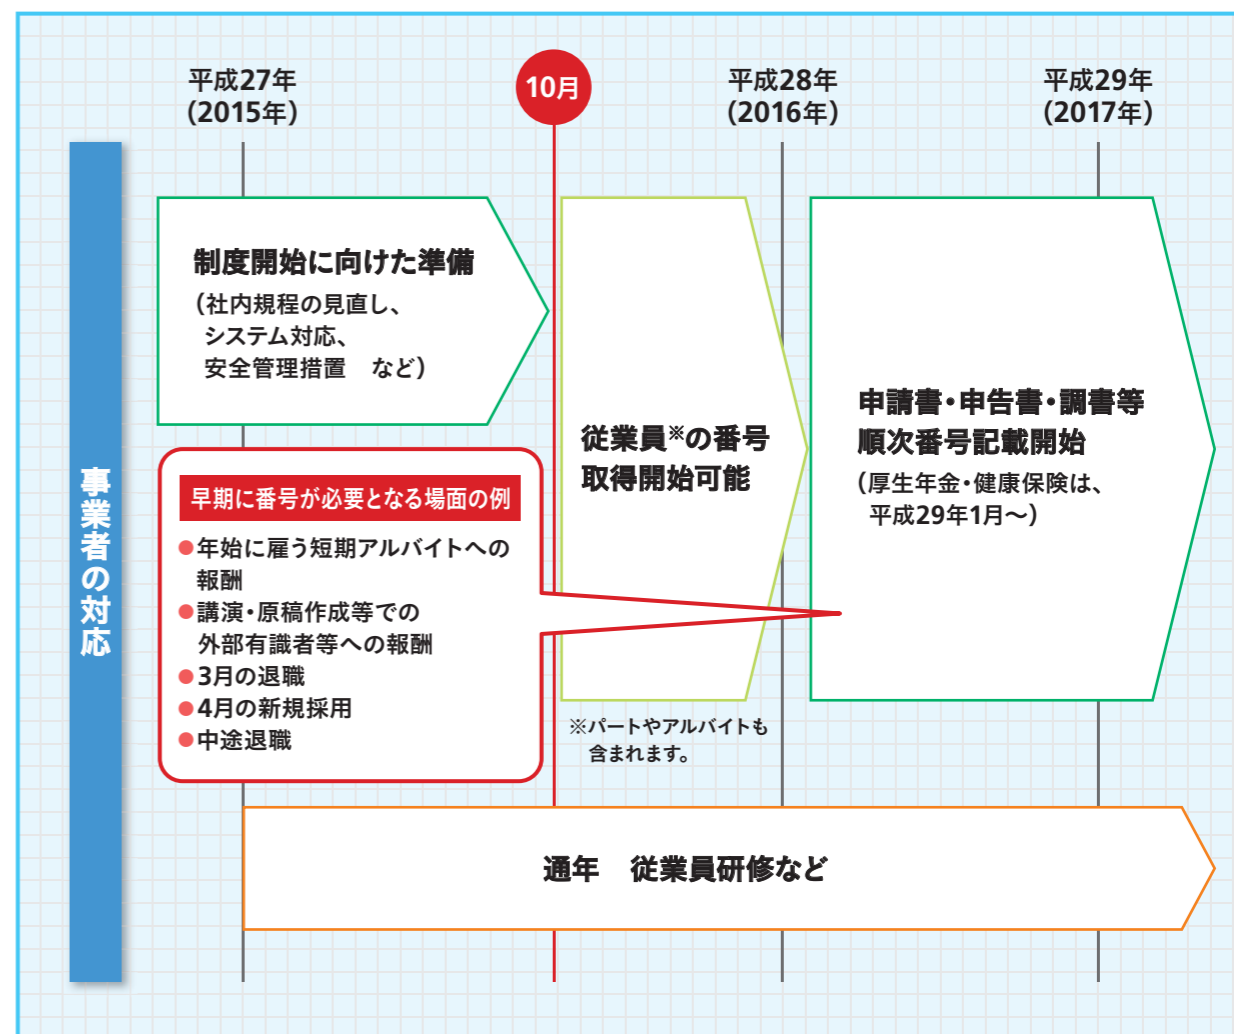 平成27年
(2015年)
10月
平成28年
(2016年)
平成29年
(2017年)
事業者の対応
制度開始に向けた準備
(社内規程の見直し、
システム対応、
安全管理措置　など)
早期に番号が必要となる場面の例
●年始に雇う短期アルバイトへの
報酬
●講演・原稿作成等での
外部有識者等への報酬
●3月の退職
●4月の新規採用
●中途退職
従業員※の番号
取得開始可能
※パートやアルバイトも
含まれます。
申請書・申告書・調書等
順次番号記載開始
(厚生年金・健康保険は、
平成29年1月～)
通年　従業員研修など